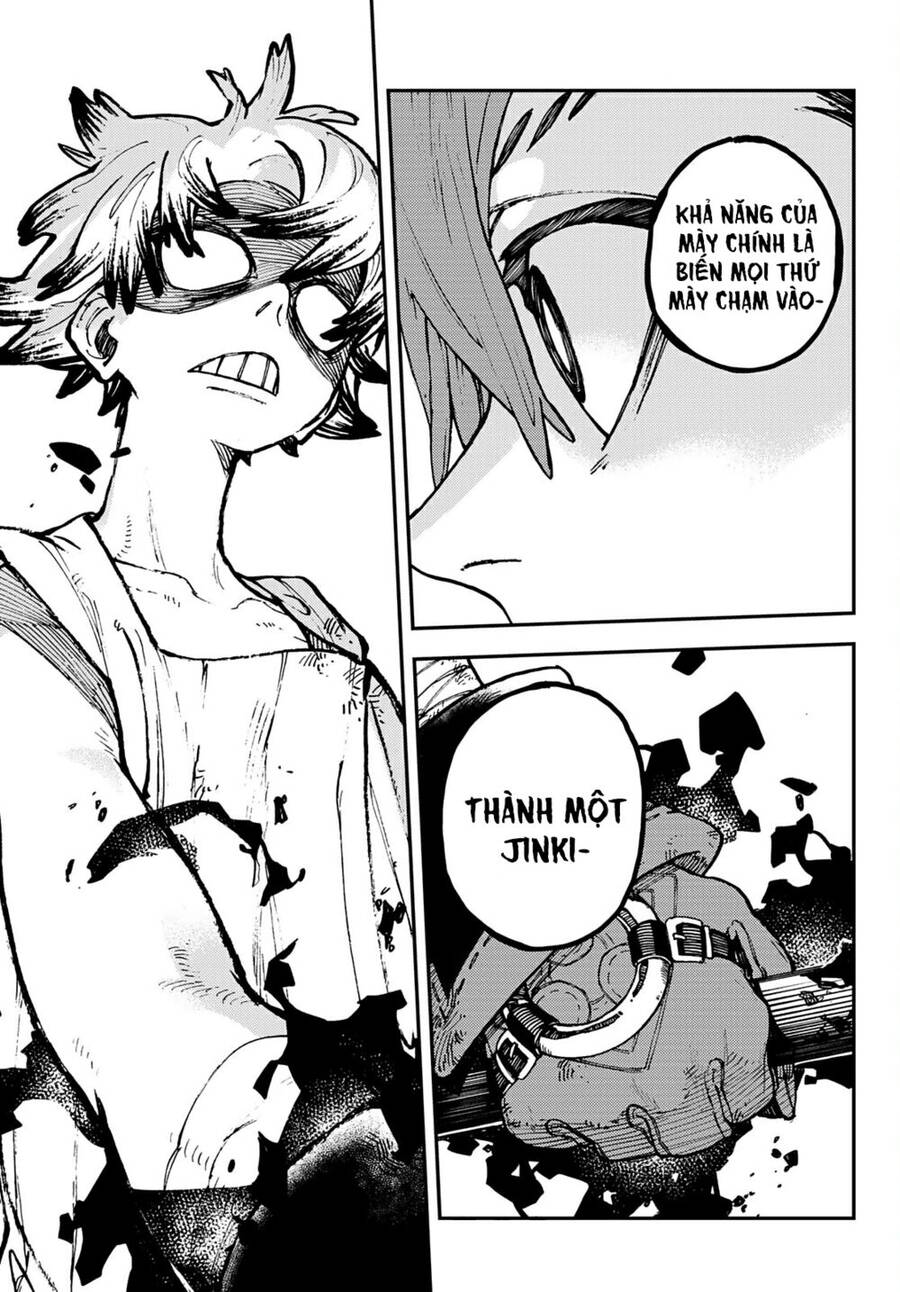 KHẢ NĂNG CỦA
MÀY CHÍNH LÀ
BIẾN MỌI THỨ
MÀY CHẠM VÀO-
THÀNH MỘT
JINKI-